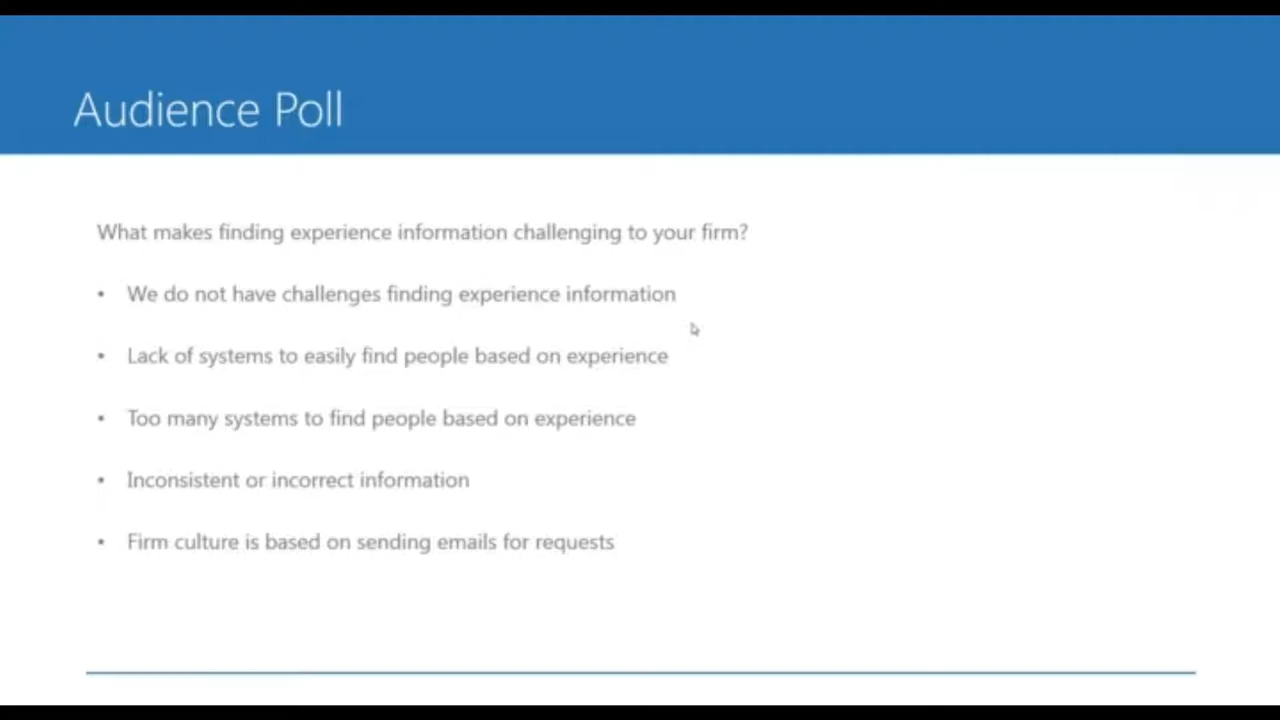 Audience Poll
What makes finding experience information challenging to your firm?
• We do not have challenges finding experience information
• Lack of systems to easily find people based on experience
• Too many systems to find people based on experience
• Inconsistent or incorrect information
• Firm culture is based on sending emails for requests